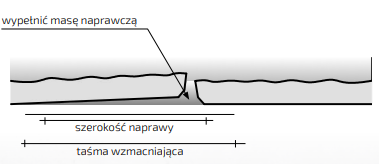 wypełnić masę naprawczą
szerokość naprawy
taśma wzmacniająca